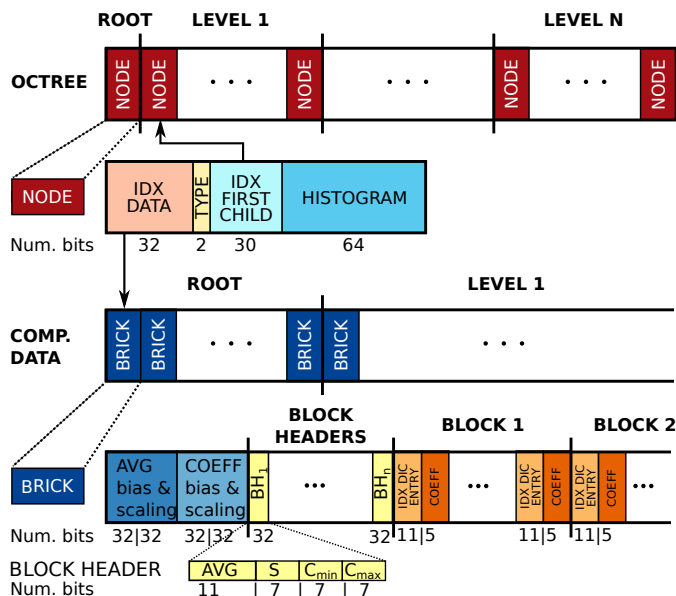 ROOT LEVEL 1 LEVEL N
OCTREE
NODE NODE · · · NODE · · · NODE · · · NODE
NODE
IDX DATA
TYPE
IDX FIRST CHILD
HISTOGRAM
Num. bits 32 2 30 64
ROOT LEVEL 1
COMP. DATA
BRICK BRICK · · · BRICK BRICK · · ·
BLOCK HEADERS
BLOCK 1 BLOCK 2
BRICK
AVG bias & scaling
COEFF bias & scaling
BH1 ... BHn
IDX DIC ENTRY COEFF ... IDX DIC ENTRY COEFF IDX DIC ENTRY COEFF ...
Num. bits 32|32 32|32 32 32 11|5 11|5 11|5
BLOCK HEADER AVG S Cmin Cmax
Num. bits 11 | 7 | 7 | 7